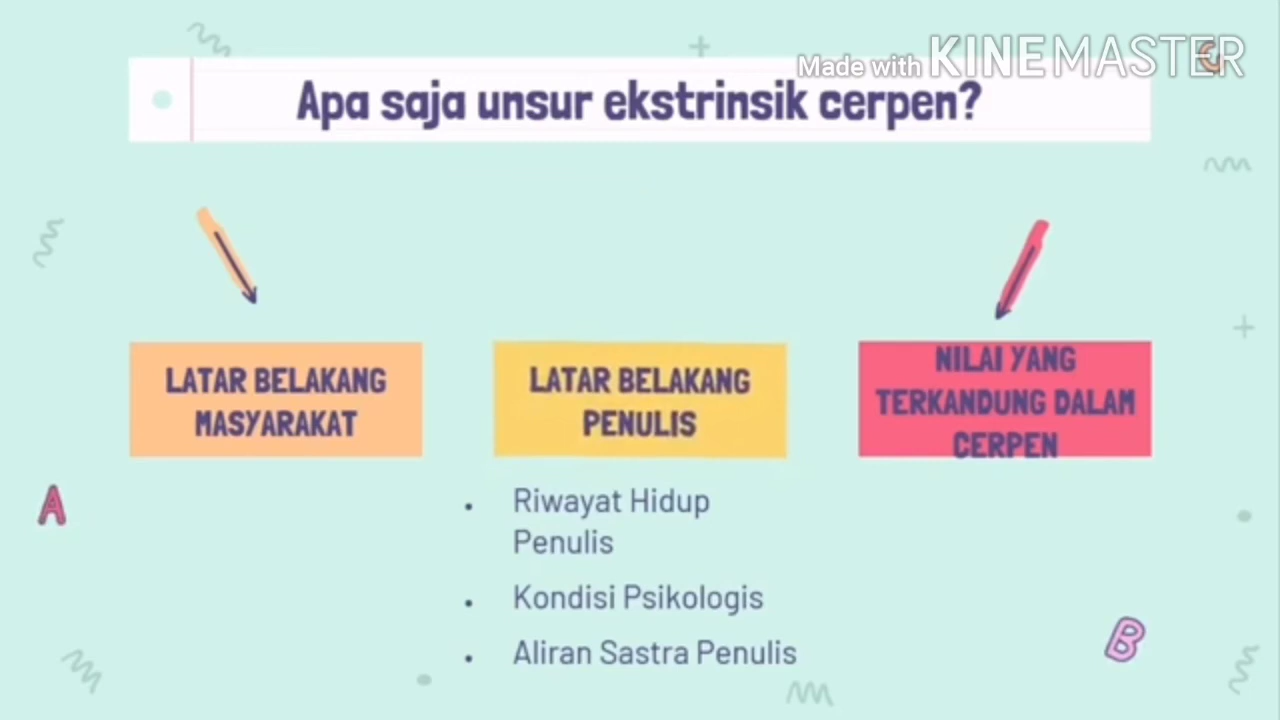 Made with KINEMASTER
C
Apa saja unsur ekstrinsik cerpen?
LATAR BELAKANG
MASYARAKAT
LATAR BELAKANG
PENULIS
NILAI YANG
TERKANDUNG DALAM
CERPEN
A
• Riwayat Hidup
Penulis
• Kondisi Psikologis
• Aliran Sastra Penulis
B